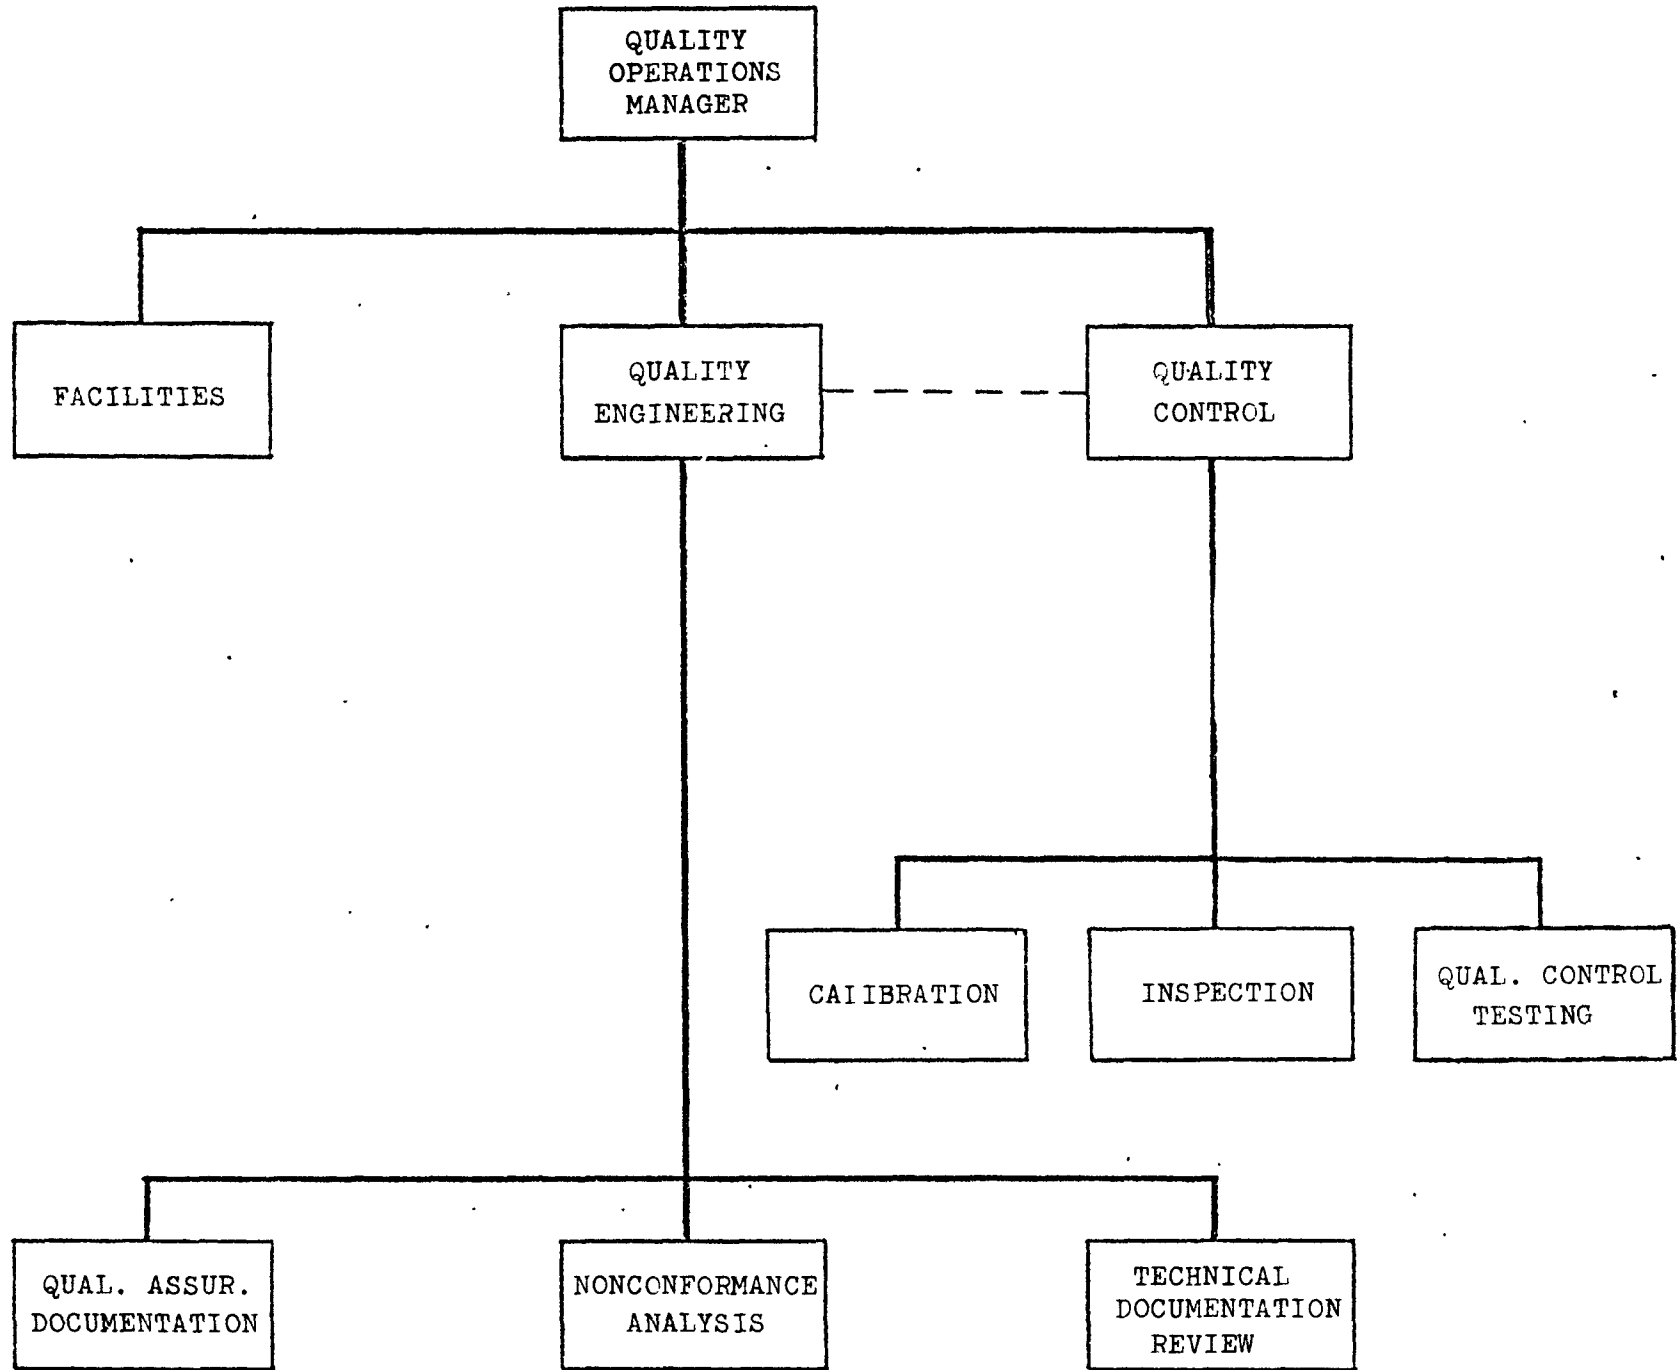 QUALITY
OPERATIONS
MANAGER
FACILITIES
QUALITY
ENGINEERING
QUALITY
CONTROL
CAIIBRATION
INSPECTION
QUAL. CONTROL
TESTING
QUAL. ASSUR.
DOCUMENTATION
NONCONFORMANCE
ANALYSIS
TECHNICAL
DOCUMENTATION
REVIEW